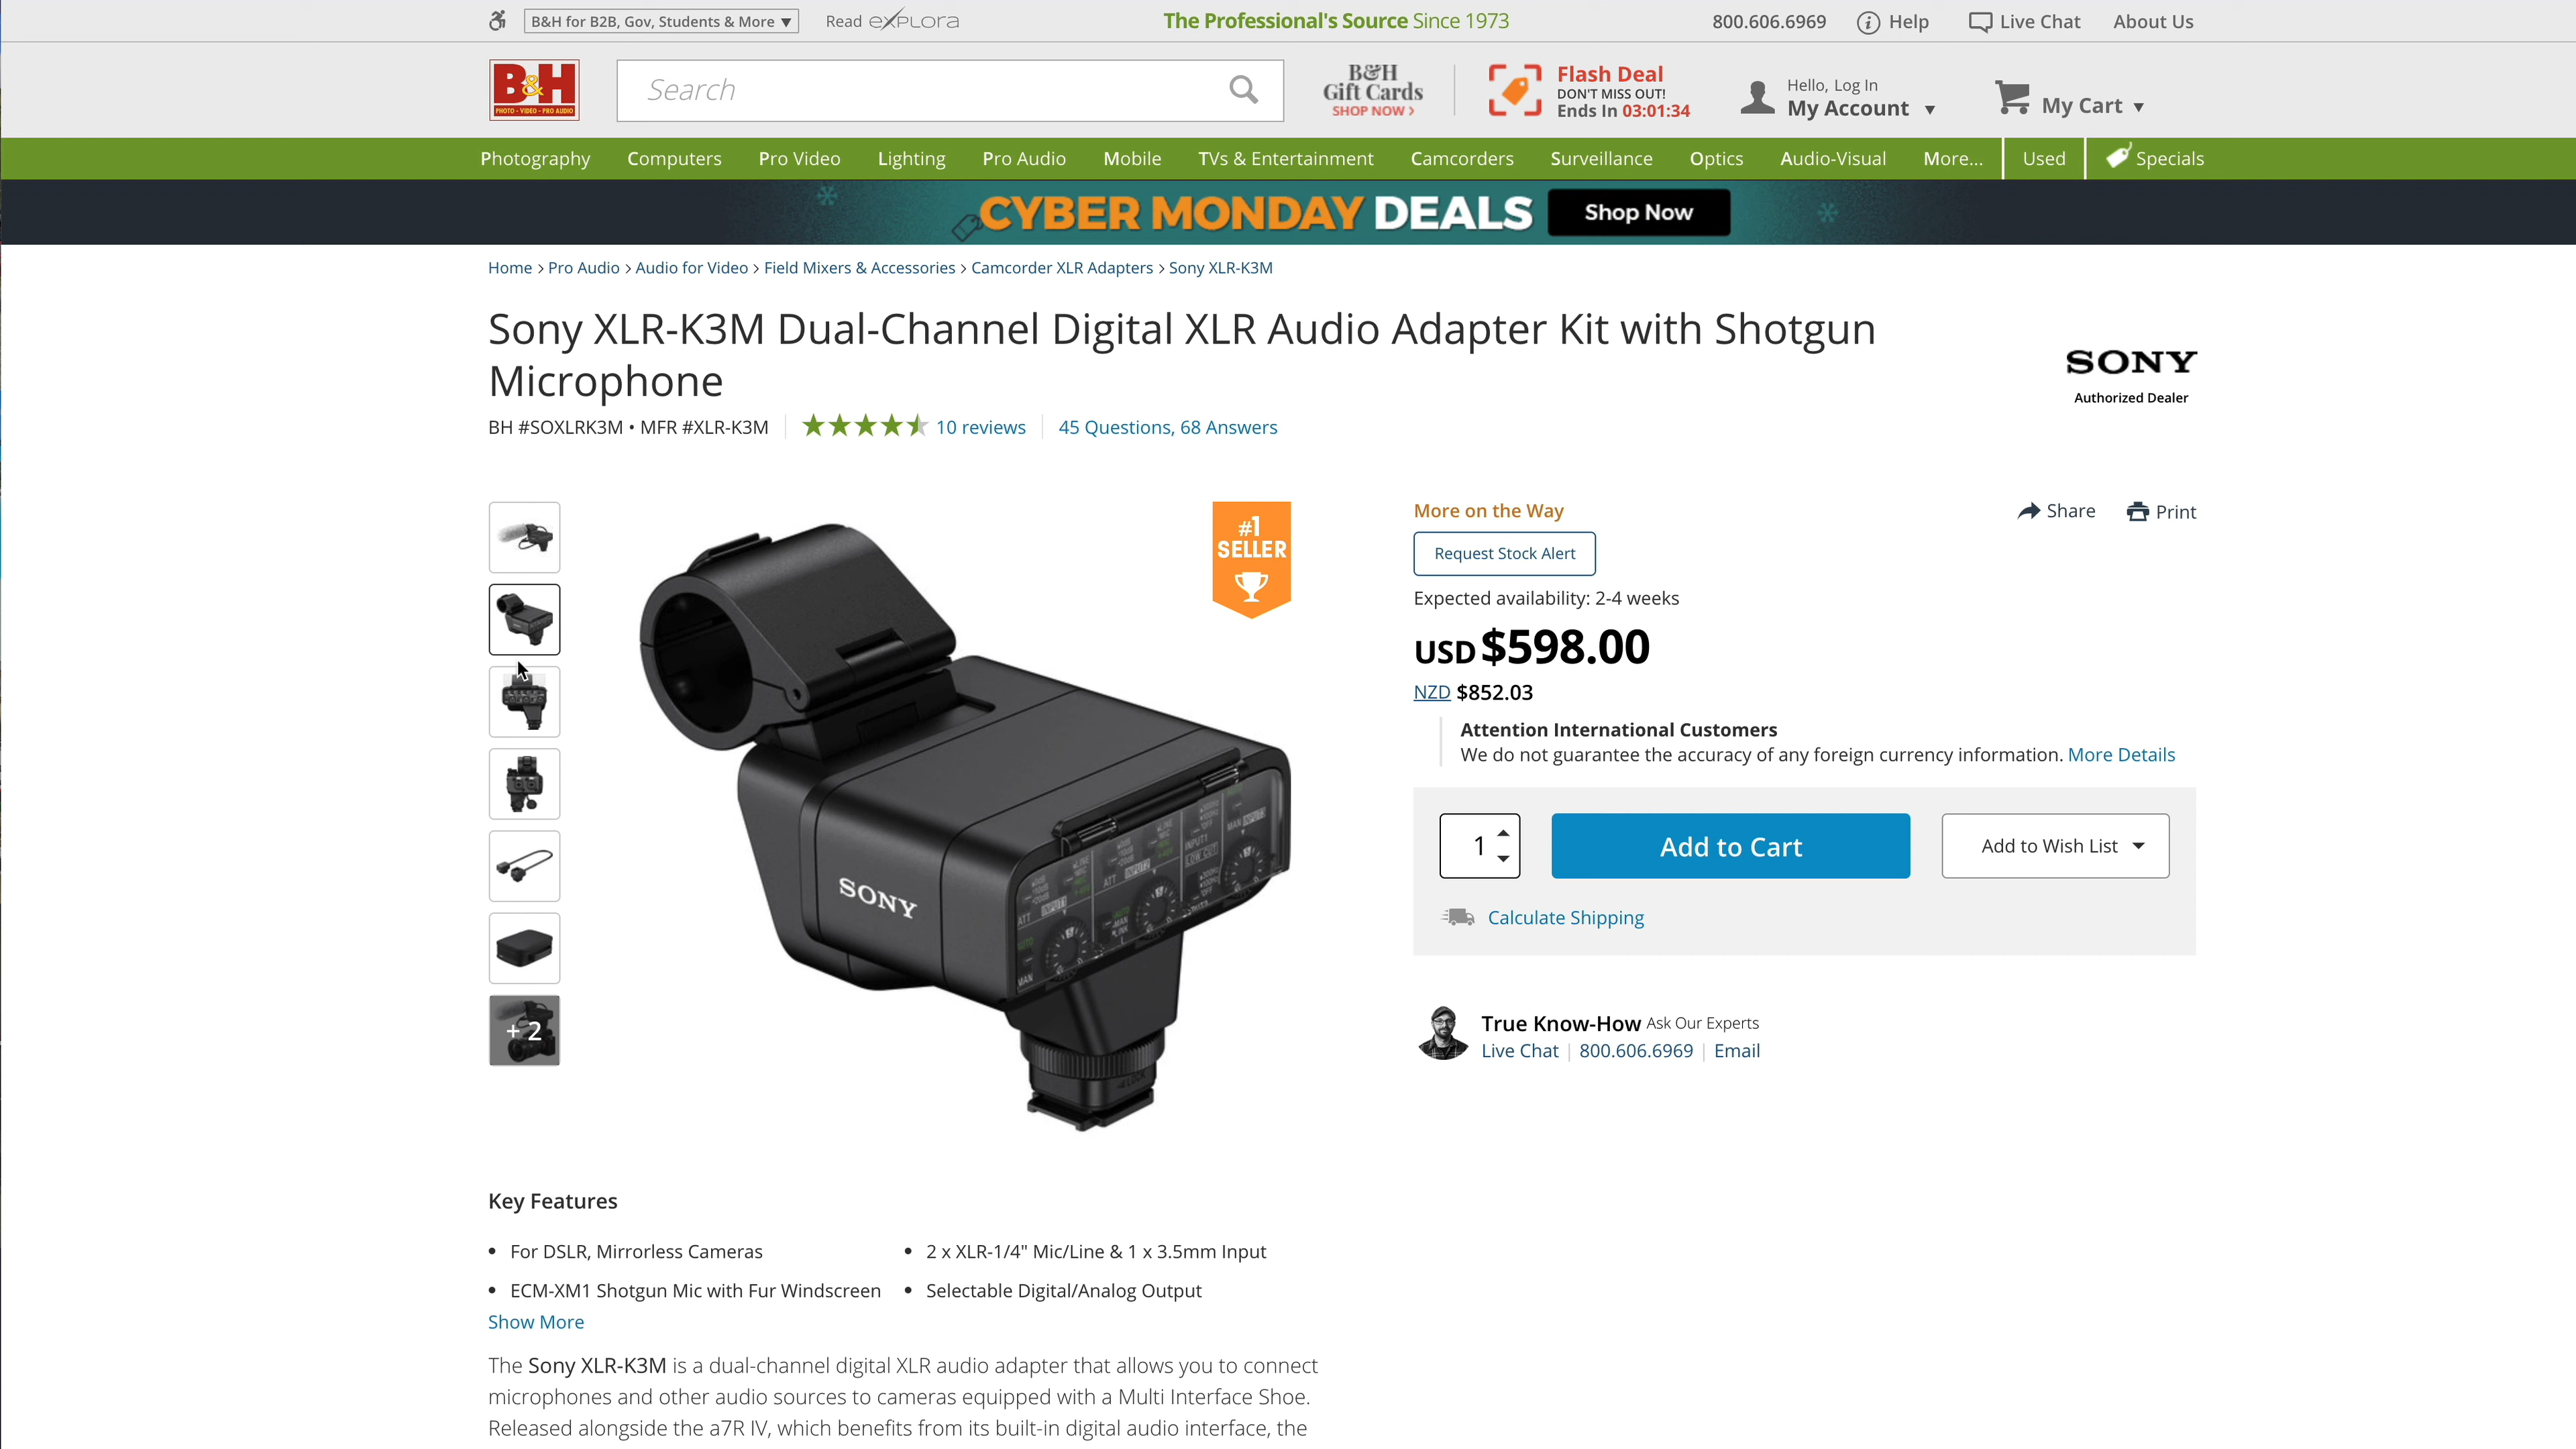 B&H for B2B, Gov, Students & More ▼
Read eXPLORA
The Professional's Source Since 1973
800.606.6969
Help
Live Chat
About Us
B&H
PHOTO - VIDEO - PRO AUDIO
Search
B&H
Gift Cards
SHOP NOW >
Flash Deal
DON'T MISS OUT!
Ends In 03:01:34
Hello, Log In
My Account ▼
My Cart ▼
Photography Computers Pro Video Lighting Pro Audio Mobile TVs & Entertainment Camcorders Surveillance Optics Audio-Visual More... Used Specials
CYBER MONDAY DEALS Shop Now
Home > Pro Audio > Audio for Video > Field Mixers & Accessories > Camcorder XLR Adapters > Sony XLR-K3M
Sony XLR-K3M Dual-Channel Digital XLR Audio Adapter Kit with Shotgun
Microphone
SONY
Authorized Dealer
BH #SOXLRK3M • MFR #XLR-K3M
10 reviews
45 Questions, 68 Answers
#1
SELLER
+ 2
SONY
INPUT1
INPUT2
INPUT3
LOW CUT
ATT
ATT
AUTO
MAN
MAN
LINK
LOCK
More on the Way
Share
Print
Request Stock Alert
Expected availability: 2-4 weeks
USD $598.00
NZD $852.03
Attention International Customers
We do not guarantee the accuracy of any foreign currency information. More Details
1
Add to Cart
Add to Wish List
Calculate Shipping
True Know-How Ask Our Experts
Live Chat | 800.606.6969 | Email
Key Features
• For DSLR, Mirrorless Cameras
• 2 x XLR-1/4" Mic/Line & 1 x 3.5mm Input
• ECM-XM1 Shotgun Mic with Fur Windscreen
• Selectable Digital/Analog Output
Show More
The Sony XLR-K3M is a dual-channel digital XLR audio adapter that allows you to connect
microphones and other audio sources to cameras equipped with a Multi Interface Shoe.
Released alongside the a7R IV, which benefits from its built-in digital audio interface, the